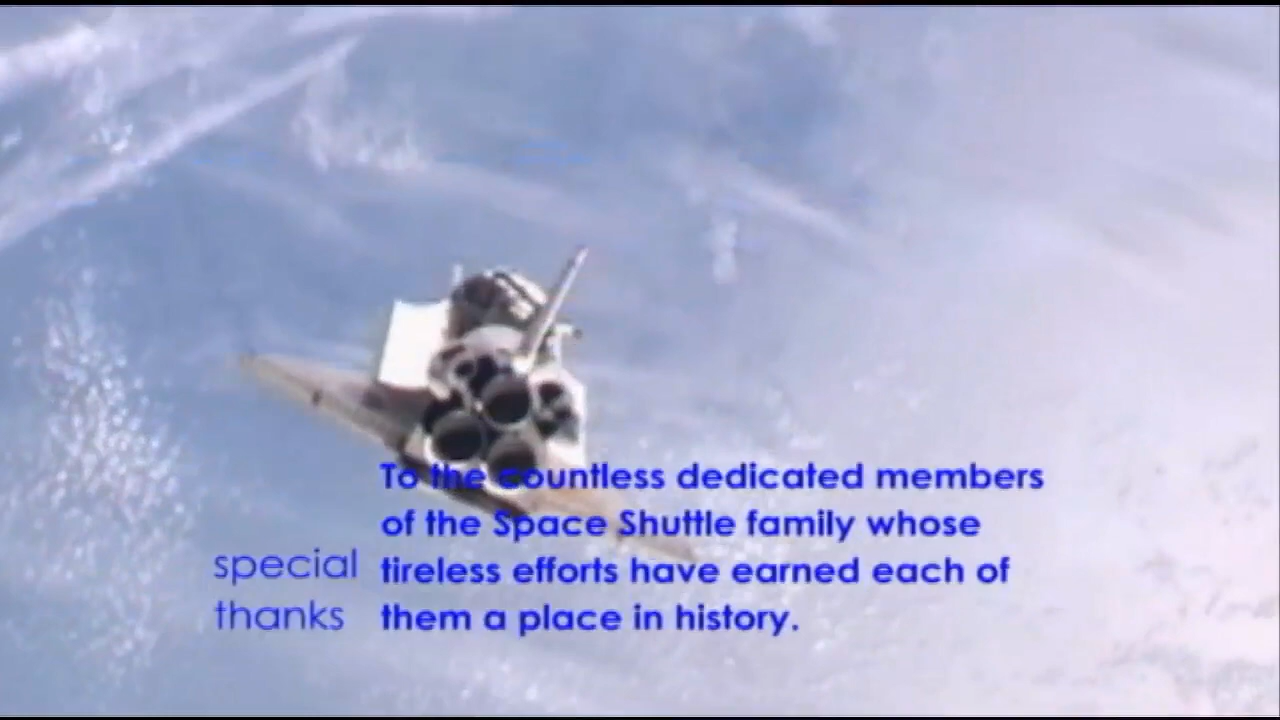 To the countless dedicated members
of the Space Shuttle family whose
special tireless efforts have earned each of
thanks them a place in history.